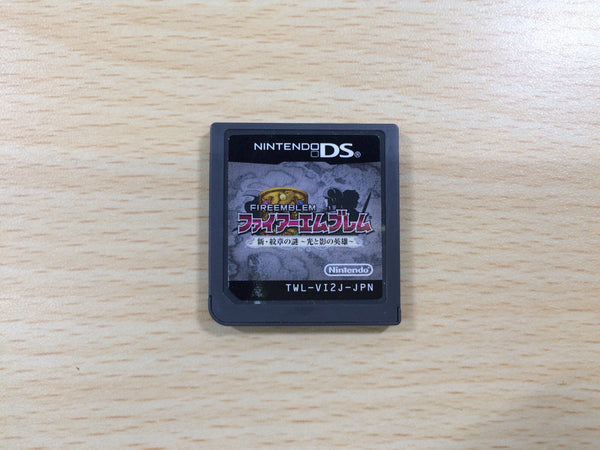 NINTENDO DS®
FIREEMBLEM
ファイアーエムブレム
新・紋章の謎 ~光と影の英雄~
Nintendo
TWL-VI2J-JPN